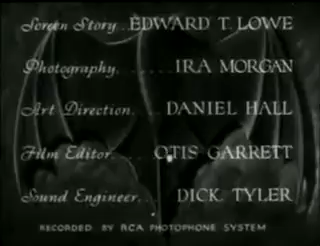 Screen Story...EDWARD T. LOWE
Photography......IRA MORGAN
Art Direction....DANIEL HALL
Film Editor.....OTIS GARRETT
Sound Engineer...DICK TYLER
RECORDED BY RCA PHOTOPHONE SYSTEM